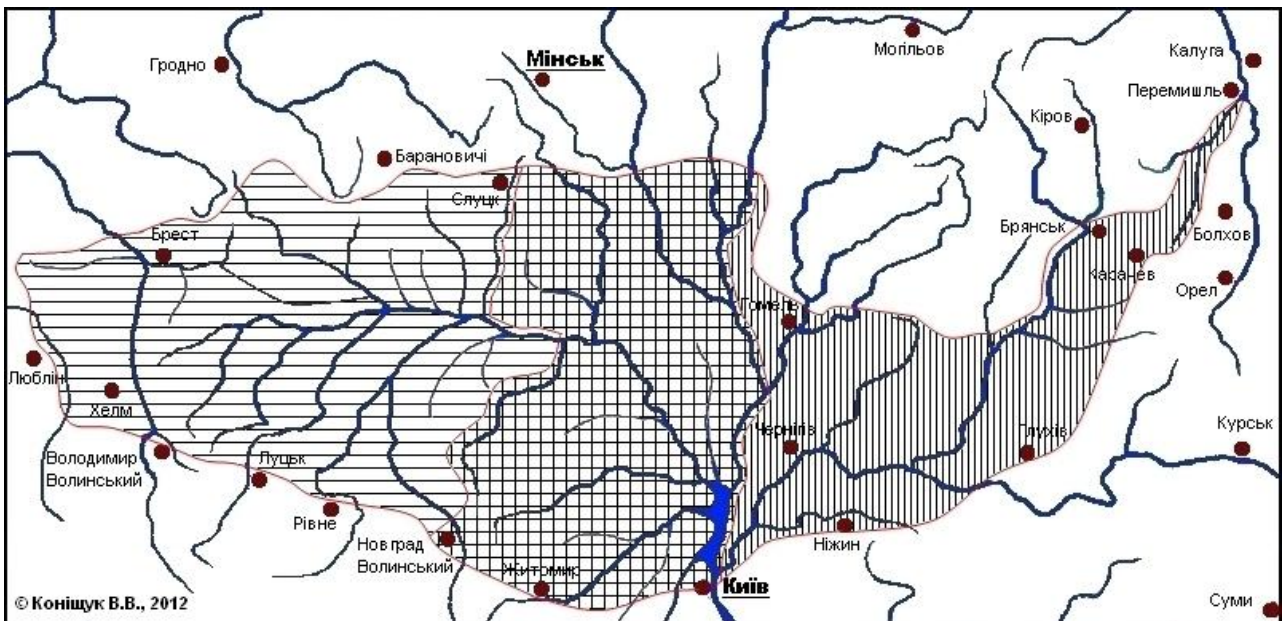 Мінськ
Гродно
Могільов
Калуга
Перемишль
Кіров
Барановичі
Слуцк
Брест
Брянськ
Болхов
Карачев
Орел
Гомель
Люблін
Хелм
Чернігів
Глухів
Курськ
Володимир
Волинський
Луцьк
Рівне
Новград
Волинський
Ніжин
Житомир
Київ
© Коніщук В.В., 2012
Суми